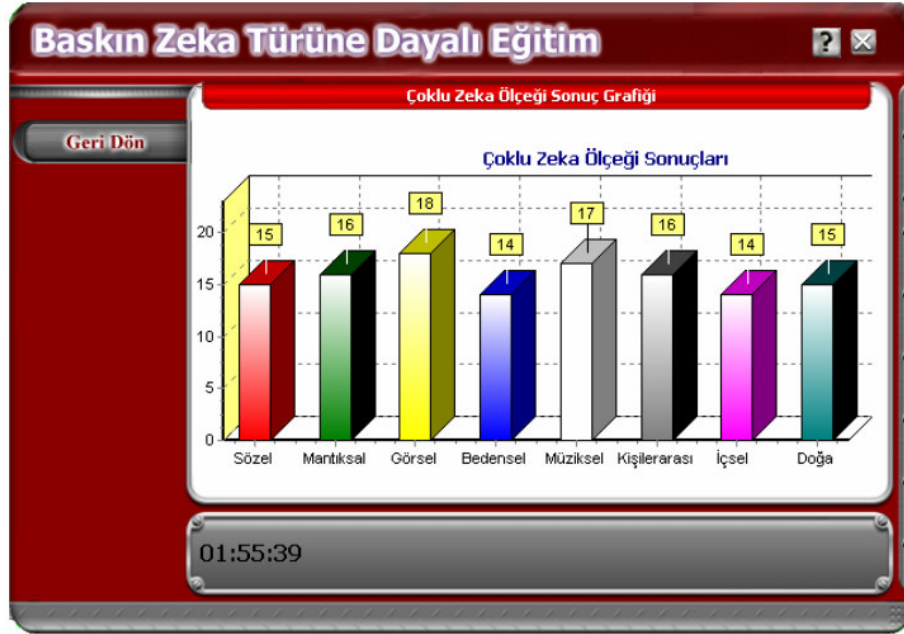 Baskın Zeka Türüne Dayalı Eğitim
?
Çoklu Zeka Ölçeği Sonuç Grafiği
Geri Dön
Çoklu Zeka Ölçeği Sonuçları
15 16 18 14 17 16 14 15
20
15
10
5
0
Sözel Mantıksal Görsel Bedensel Müziksel Kişilerarası İçsel Doğa
01:55:39